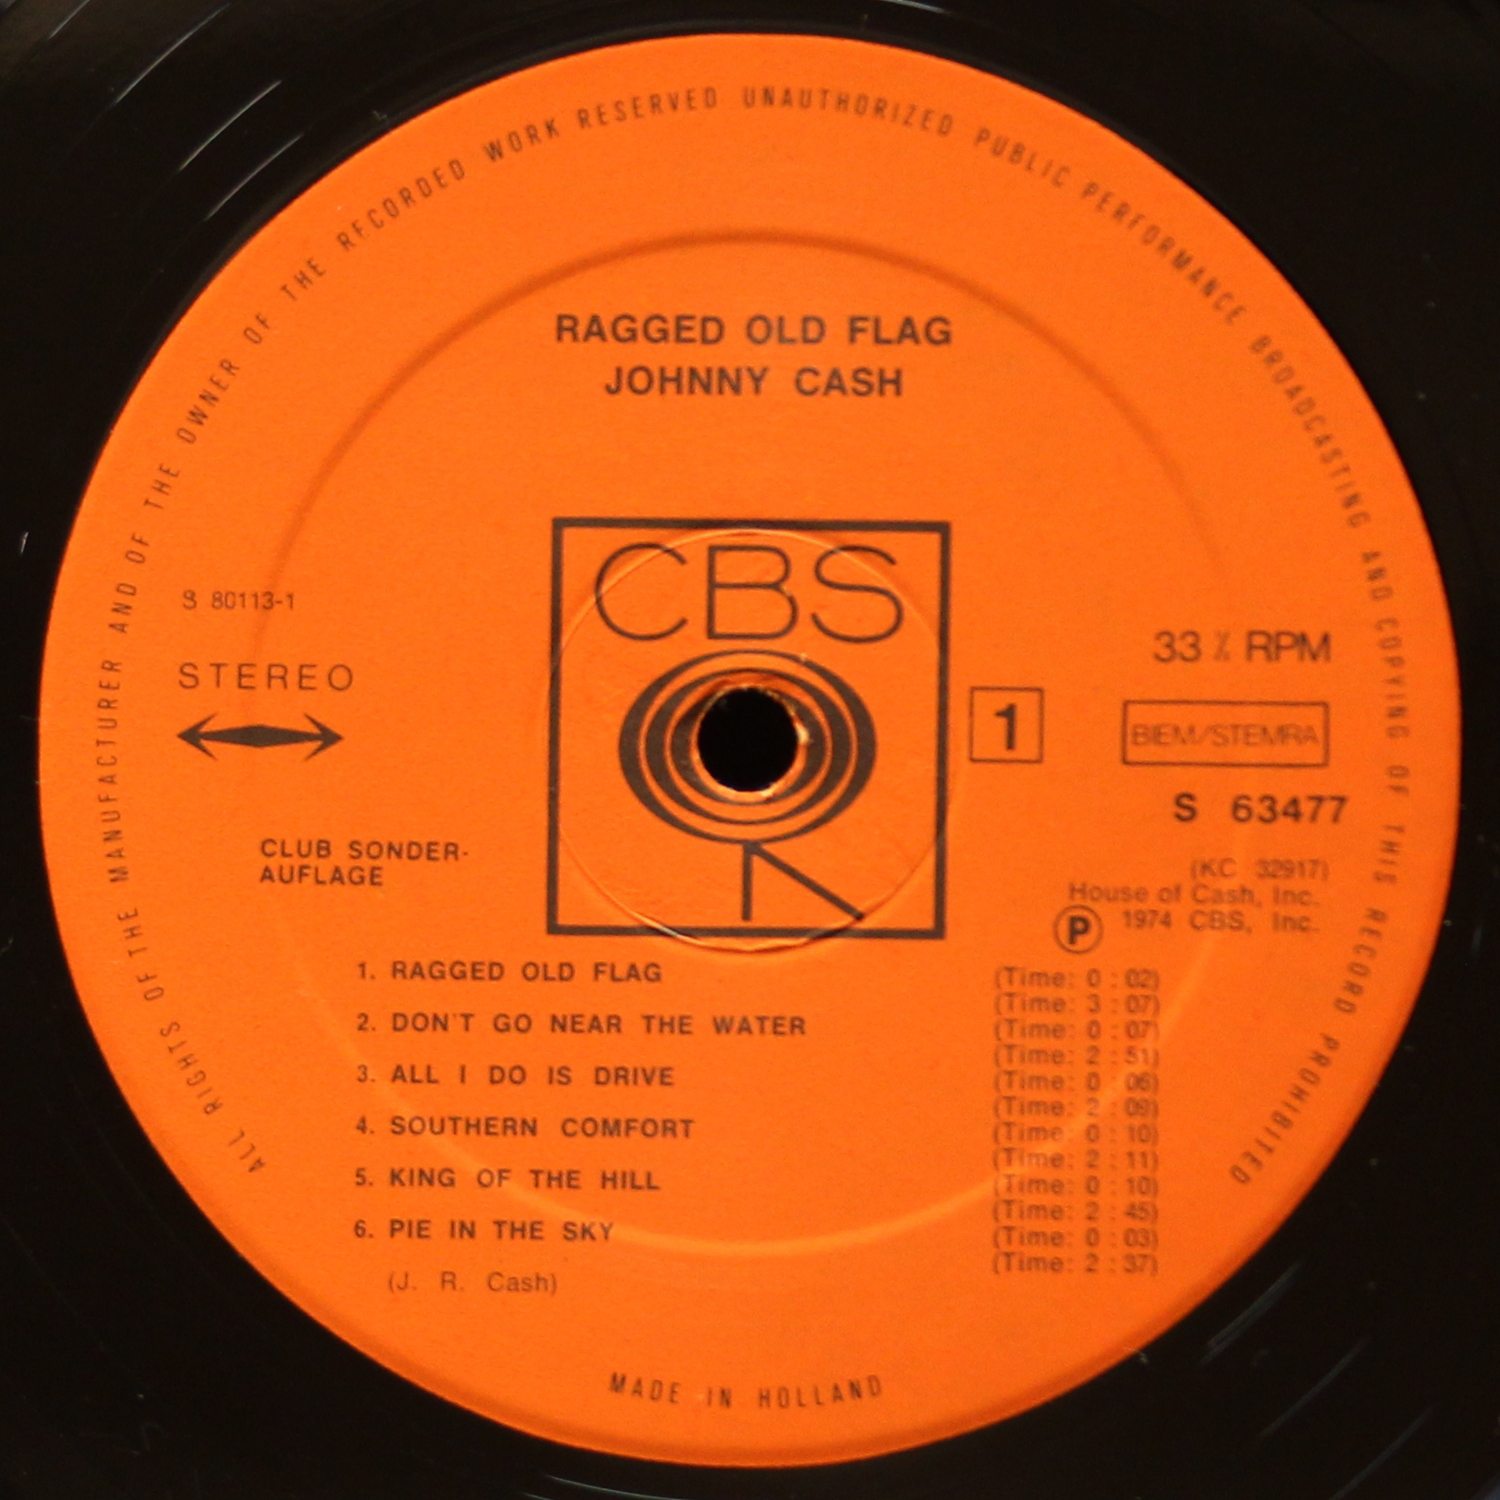 ALL RIGHTS OF THE MANUFACTURER AND OF THE OWNER OF THE RECORDED WORK RESERVED UNAUTHORIZED PUBLIC PERFORMANCE BROADCASTING AND COPYING OF THIS RECORD PROHIBITED
RAGGED OLD FLAG
JOHNNY CASH
CBS
S 80113-1
STEREO
33 ⅓ RPM
1
BIEM/STEMRA
S 63477
CLUB SONDER-
AUFLAGE
(KC 32917)
House of Cash, Inc.
Ⓟ 1974 CBS, Inc.
1. RAGGED OLD FLAG (Time: 0 : 02)
(Time: 3 : 07)
2. DON'T GO NEAR THE WATER (Time: 0 : 07)
(Time: 2 : 51)
3. ALL I DO IS DRIVE (Time: 0 : 06)
(Time: 2 : 09)
4. SOUTHERN COMFORT (Time: 0 : 10)
(Time: 2 : 11)
5. KING OF THE HILL (Time: 0 : 10)
(Time: 2 : 45)
6. PIE IN THE SKY (Time: 0 : 03)
(Time: 2 : 37)
(J. R. Cash)
MADE IN HOLLAND